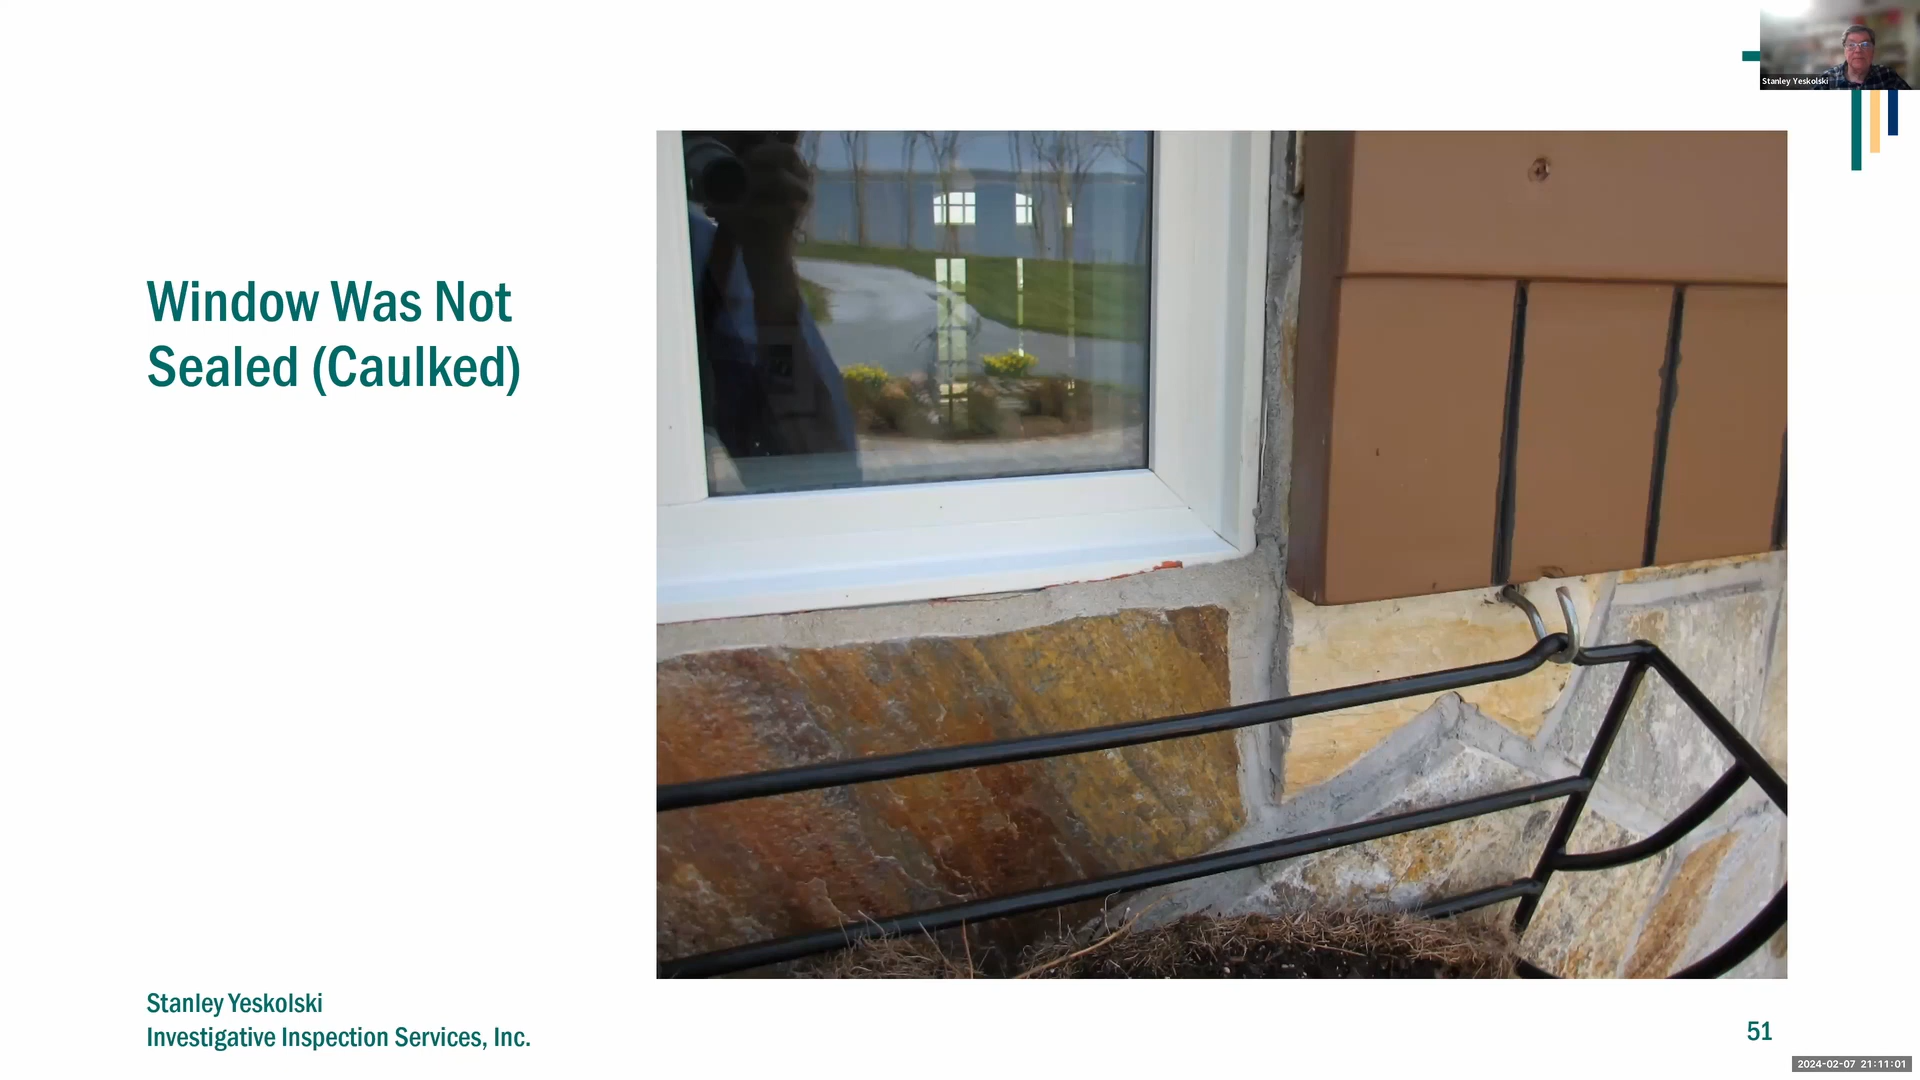 Stanley Yeskolski
Window Was Not
Sealed (Caulked)
Stanley Yeskolski
Investigative Inspection Services, Inc.
51
2024-02-07 21:11:01